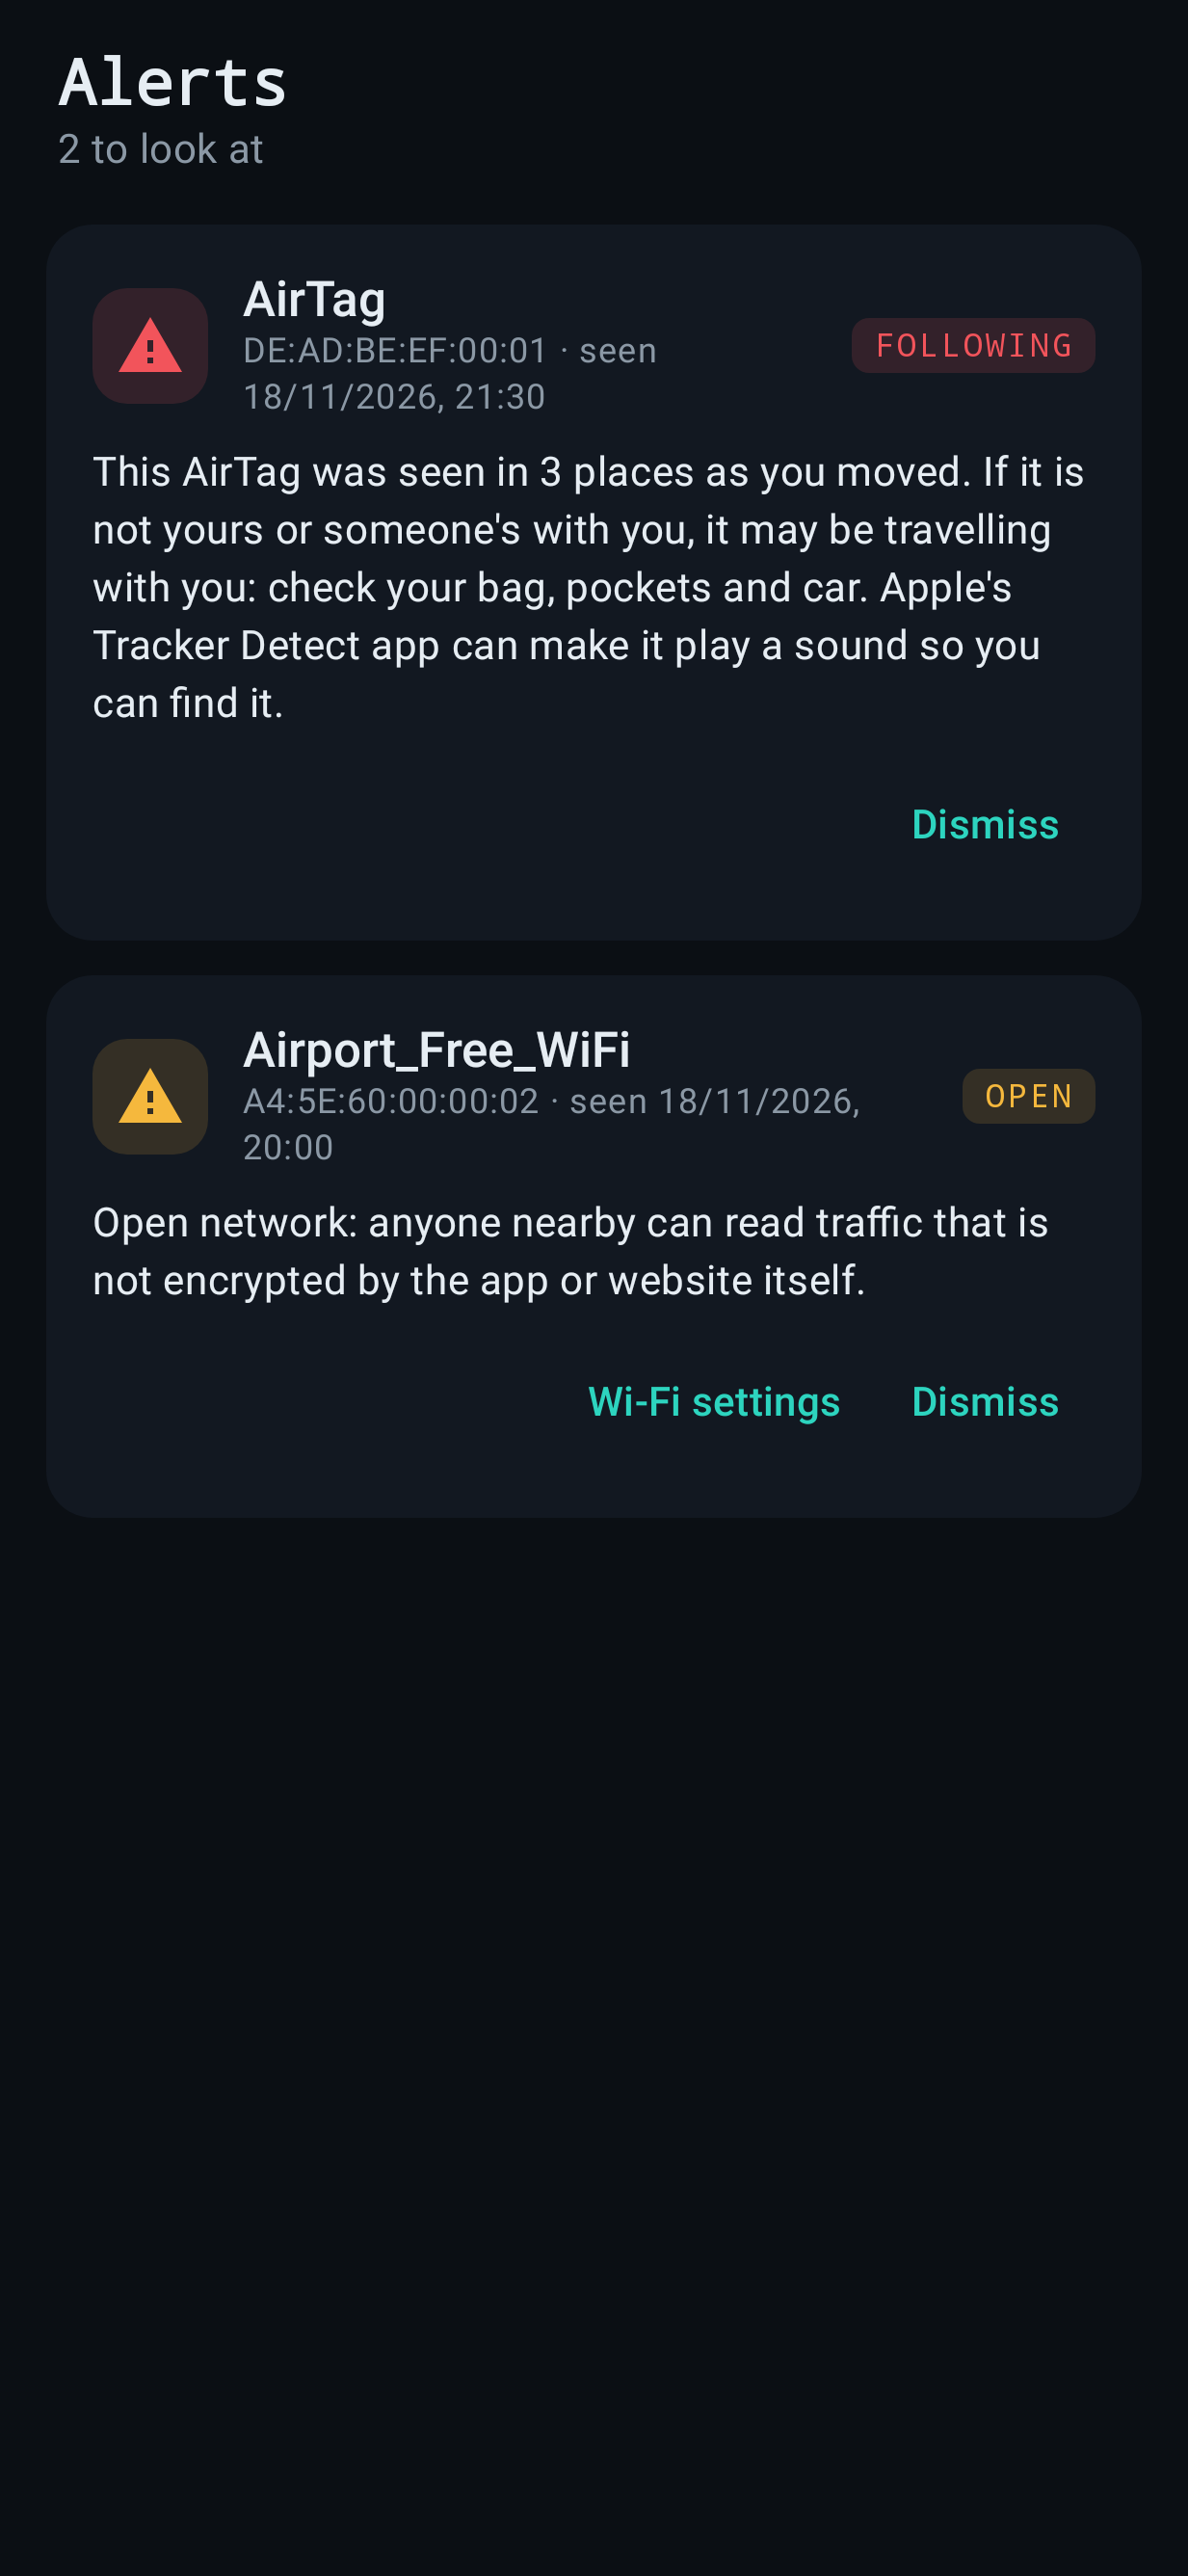 Alerts
2 to look at
AirTag
DE:AD:BE:EF:00:01 · seen
18/11/2026, 21:30
FOLLOWING
This AirTag was seen in 3 places as you moved. If it is
not yours or someone's with you, it may be travelling
with you: check your bag, pockets and car. Apple's
Tracker Detect app can make it play a sound so you
can find it.
Dismiss
Airport_Free_WiFi
A4:5E:60:00:00:02 · seen 18/11/2026,
20:00
OPEN
Open network: anyone nearby can read traffic that is
not encrypted by the app or website itself.
Wi-Fi settings
Dismiss